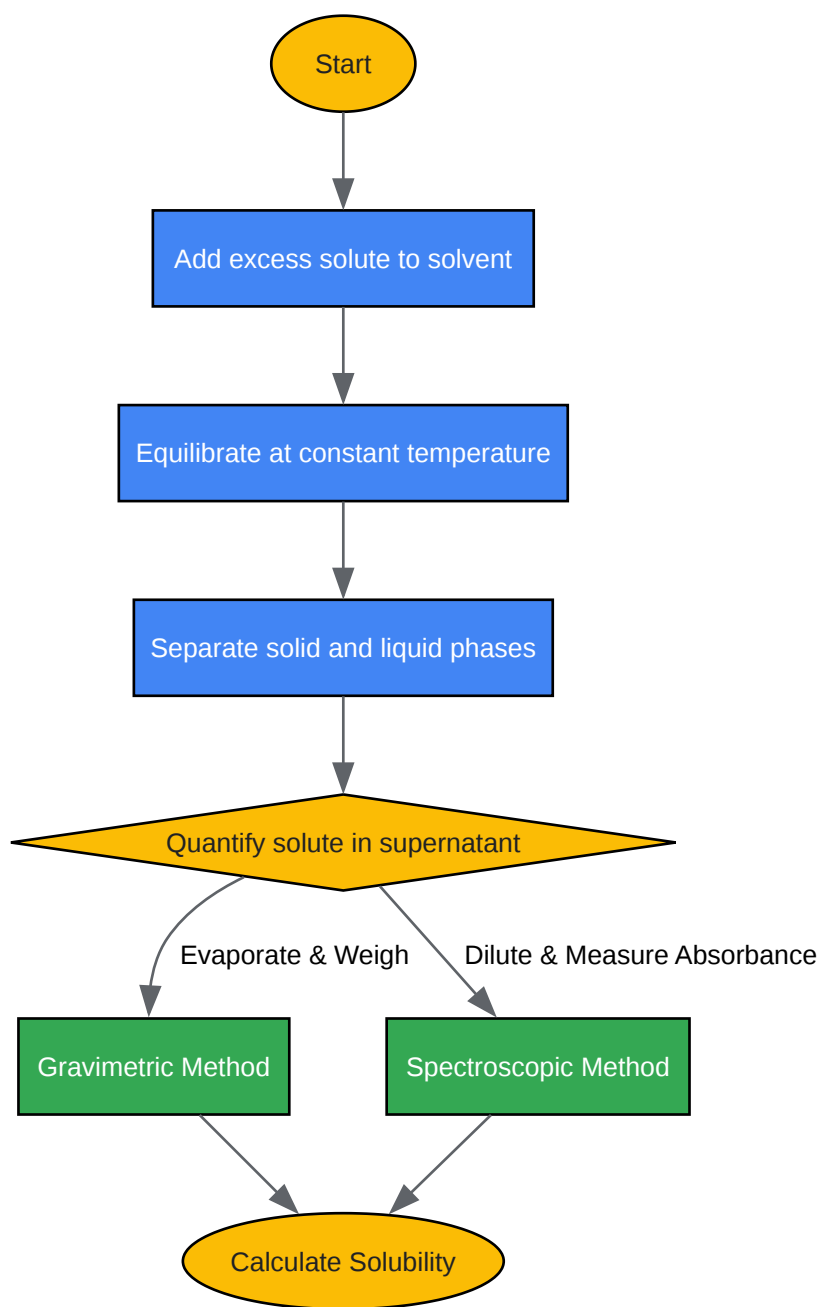 Start
Add excess solute to solvent
Equilibrate at constant temperature
Separate solid and liquid phases
Quantify solute in supernatant
Evaporate & Weigh
Dilute & Measure Absorbance
Gravimetric Method
Spectroscopic Method
Calculate Solubility